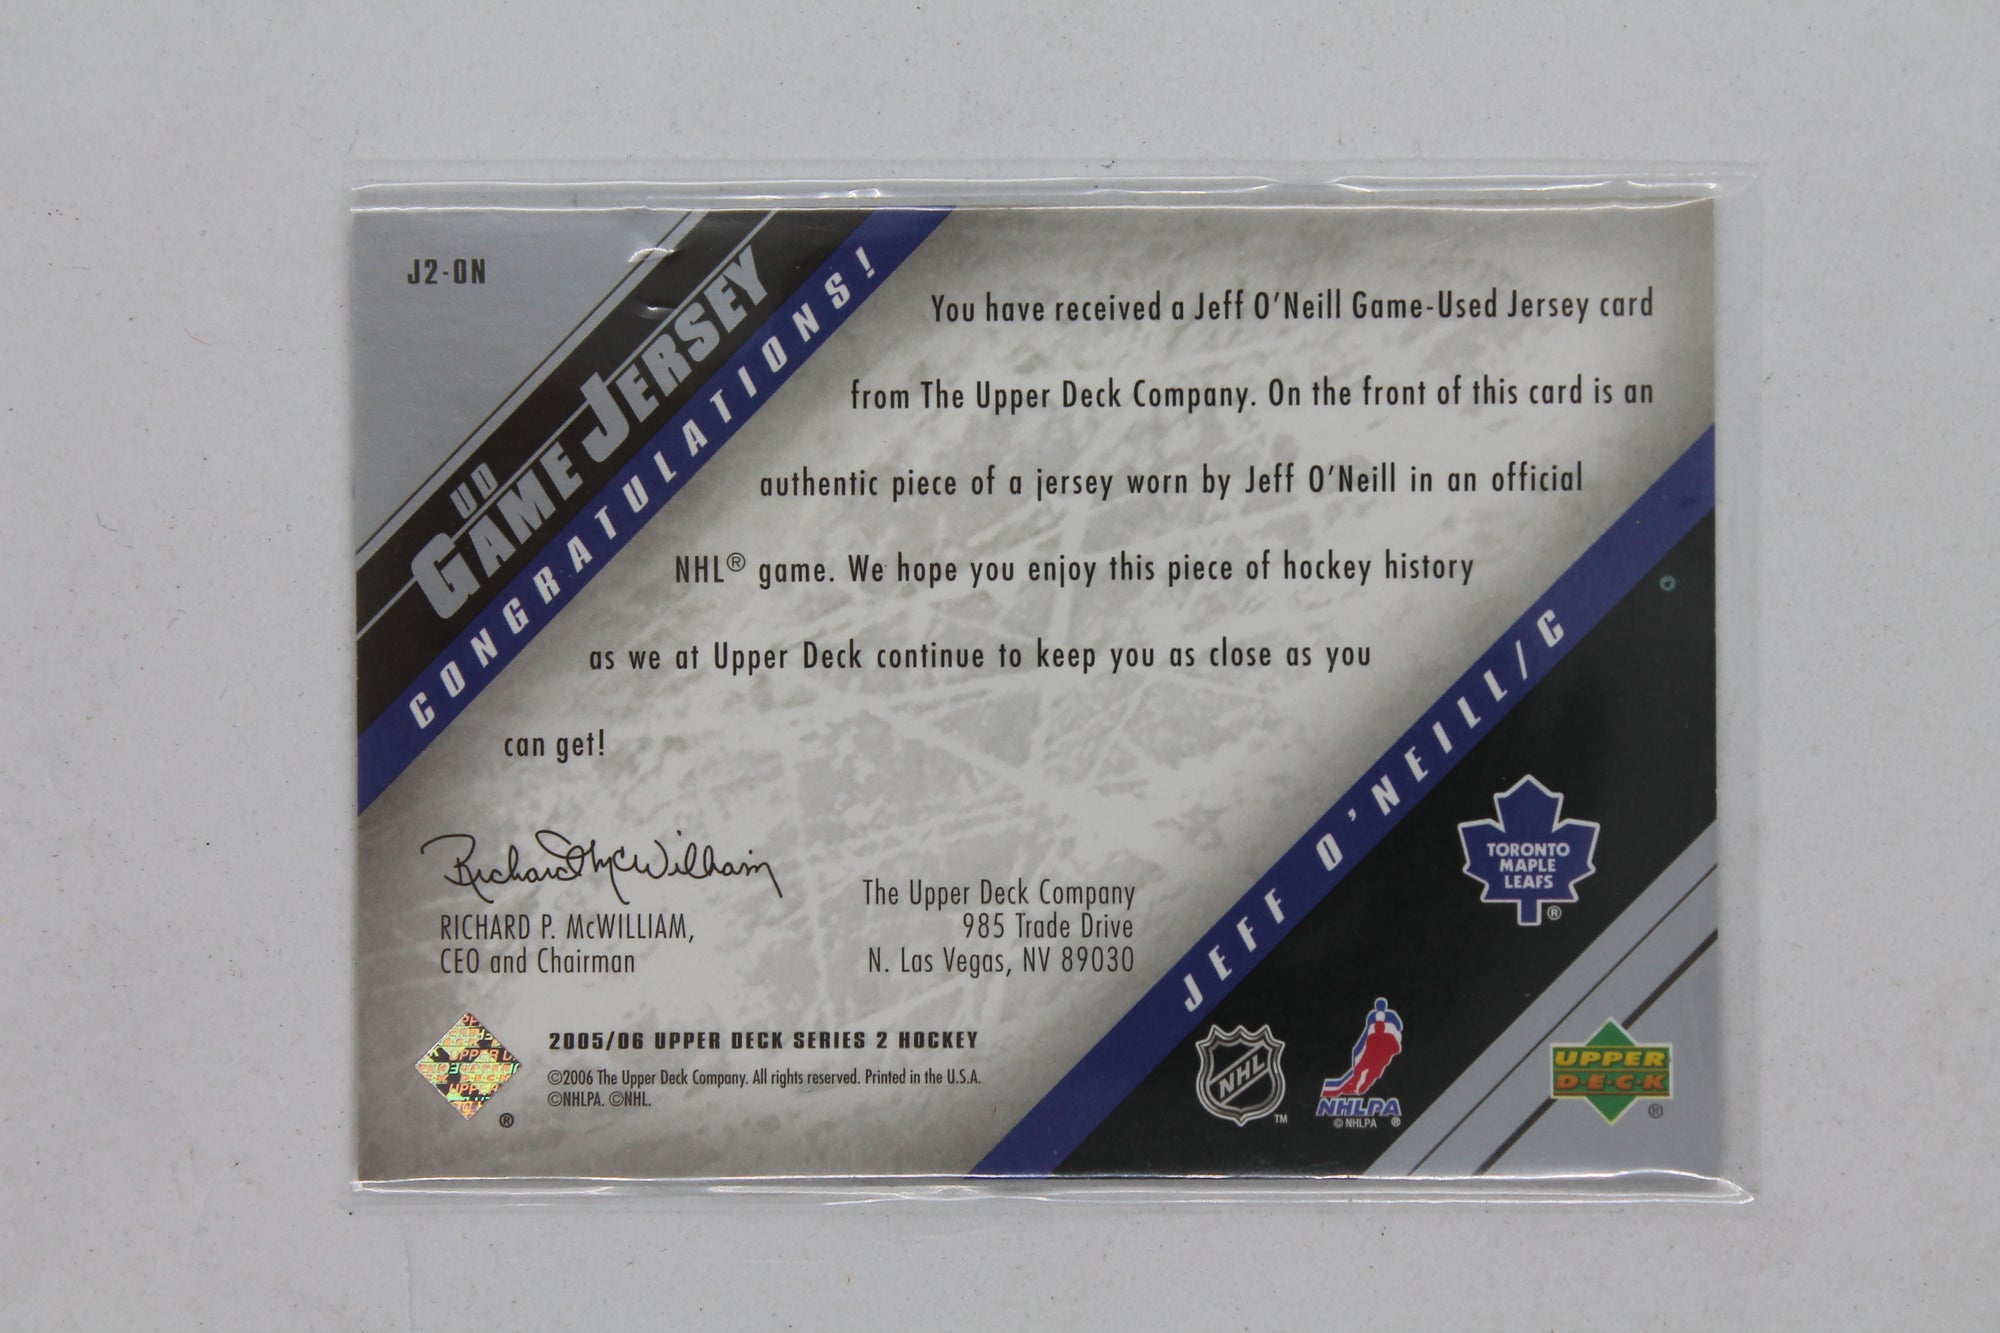 J2-ON
UD
GAME JERSEY
CONGRATULATIONS!
You have received a Jeff O'Neill Game-Used Jersey card
from The Upper Deck Company. On the front of this card is an
authentic piece of a jersey worn by Jeff O'Neill in an official
NHL® game. We hope you enjoy this piece of hockey history
as we at Upper Deck continue to keep you as close as you
can get!
Richard McWilliam
RICHARD P. McWILLIAM,
CEO and Chairman
The Upper Deck Company
985 Trade Drive
N. Las Vegas, NV 89030
JEFF O'NEILL/C
TORONTO
MAPLE
LEAFS
®
2005/06 UPPER DECK SERIES 2 HOCKEY
©2006 The Upper Deck Company. All rights reserved. Printed in the U.S.A.
©NHLPA. ©NHL.
®
NHL
™
NHLPA
© NHLPA ®
UPPER
D·E·C·K
®